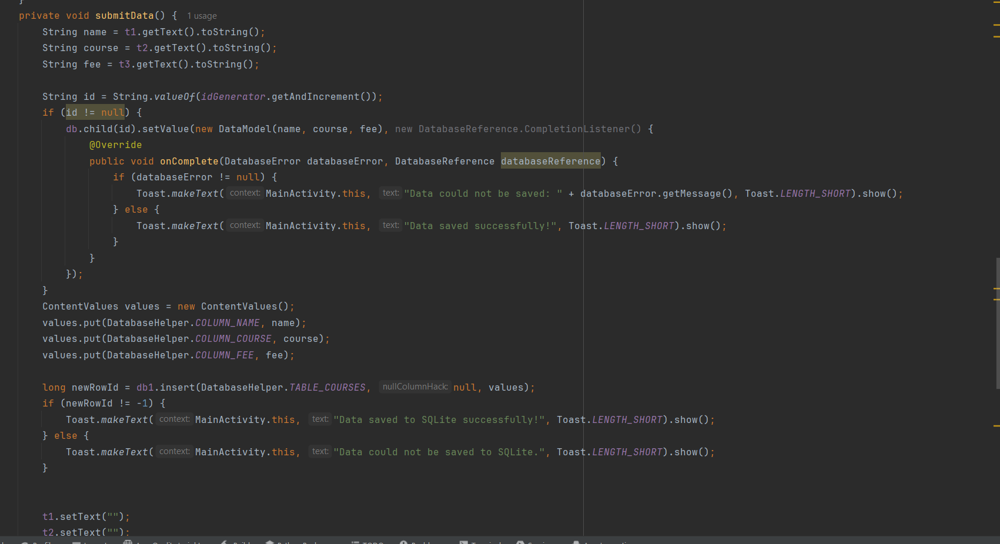 }
private void submitData() { 1 usage
String name = t1.getText().toString();
String course = t2.getText().toString();
String fee = t3.getText().toString();
String id = String.valueOf(idGenerator.getAndIncrement());
if (id != null) {
db.child(id).setValue(new DataModel(name, course, fee), new DatabaseReference.CompletionListener() {
@Override
public void onComplete(DatabaseError databaseError, DatabaseReference databaseReference) {
if (databaseError != null) {
Toast.makeText( context: MainActivity.this, text: "Data could not be saved: " + databaseError.getMessage(), Toast.LENGTH_SHORT).show();
} else {
Toast.makeText( context: MainActivity.this, text: "Data saved successfully!", Toast.LENGTH_SHORT).show();
}
}
});
}
ContentValues values = new ContentValues();
values.put(DatabaseHelper.COLUMN_NAME, name);
values.put(DatabaseHelper.COLUMN_COURSE, course);
values.put(DatabaseHelper.COLUMN_FEE, fee);
long newRowId = db1.insert(DatabaseHelper.TABLE_COURSES, nullColumnHack: null, values);
if (newRowId != -1) {
Toast.makeText( context: MainActivity.this, text: "Data saved to SQLite successfully!", Toast.LENGTH_SHORT).show();
} else {
Toast.makeText( context: MainActivity.this, text: "Data could not be saved to SQLite.", Toast.LENGTH_SHORT).show();
}
t1.setText("");
t2.setText("");